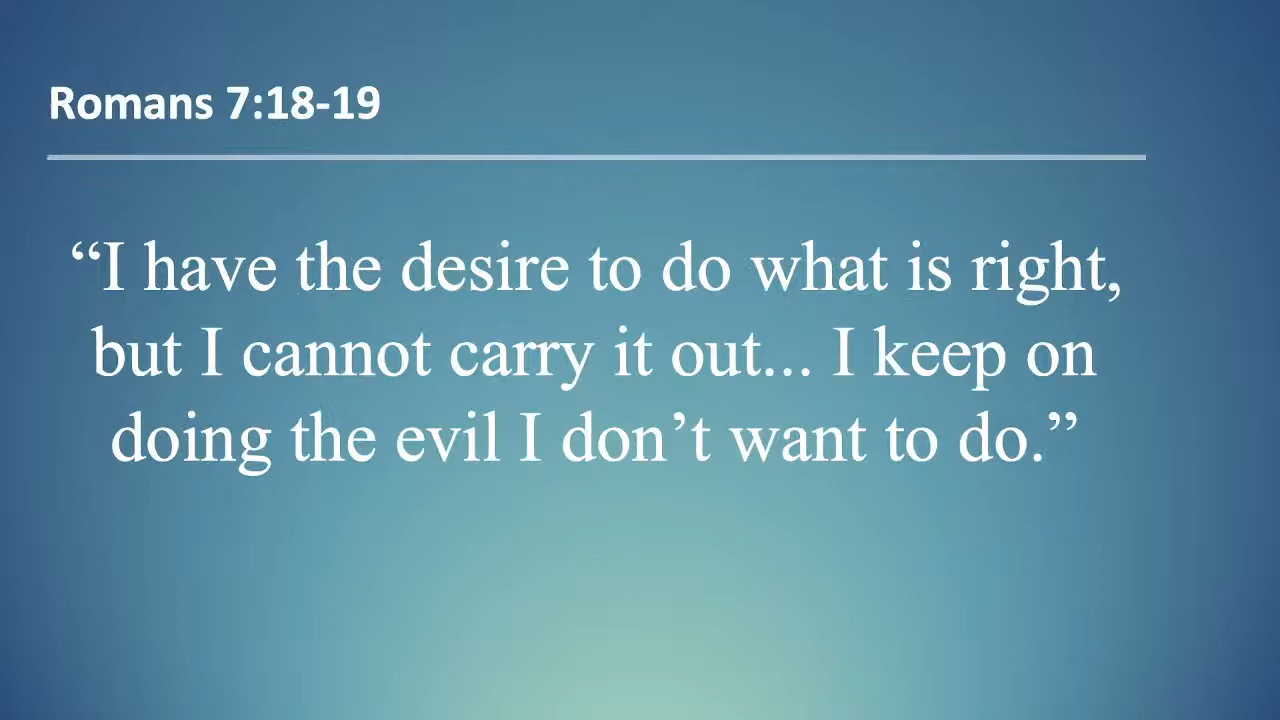 Romans 7:18-19
“I have the desire to do what is right,
but I cannot carry it out... I keep on
doing the evil I don’t want to do.”